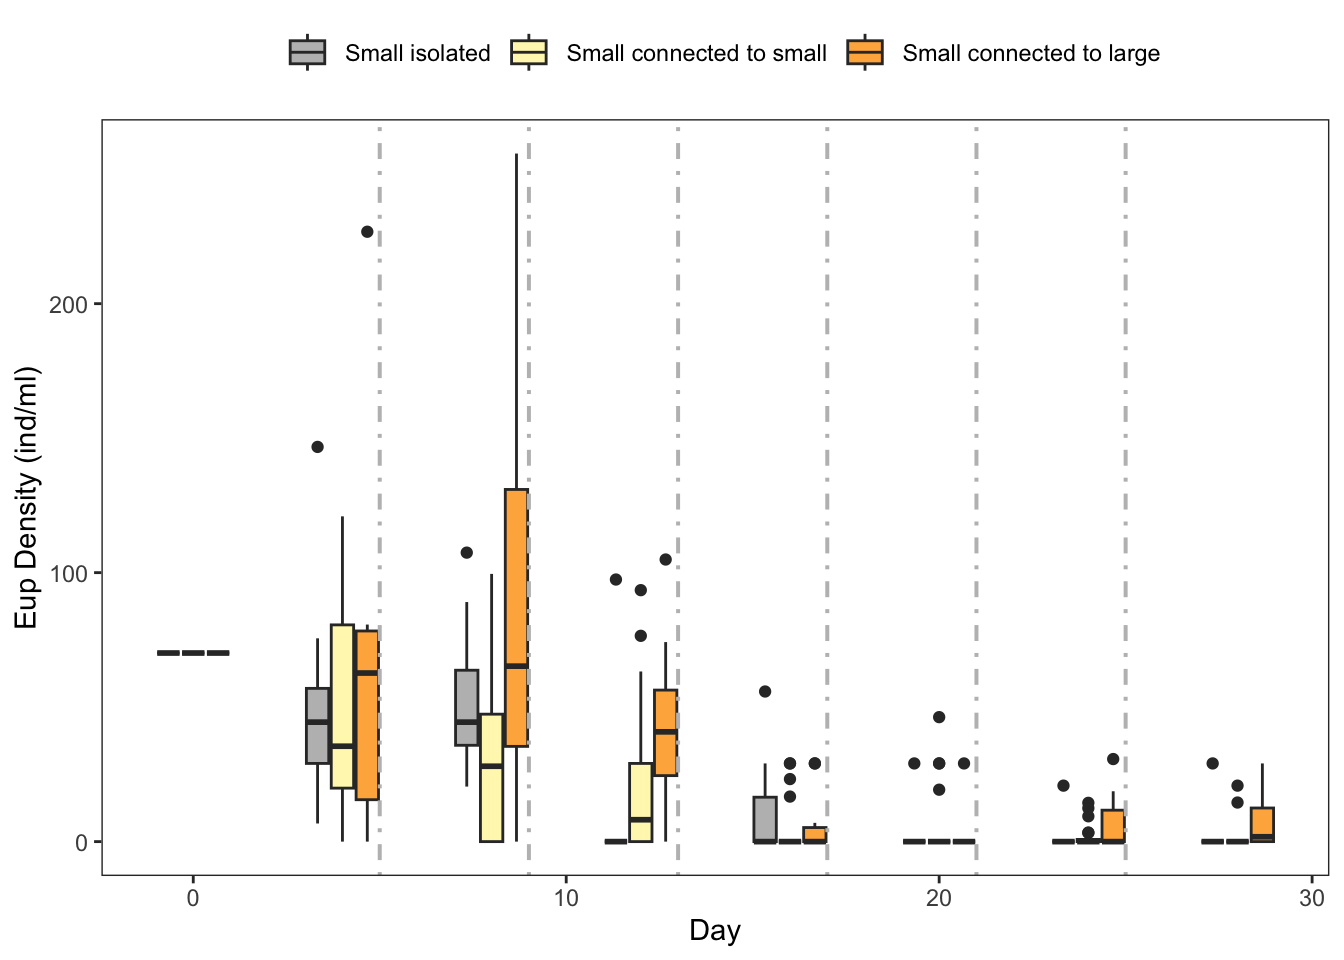 Small isolated Small connected to small Small connected to large
Eup Density (ind/ml)
200
100
0
0 10 20 30
Day